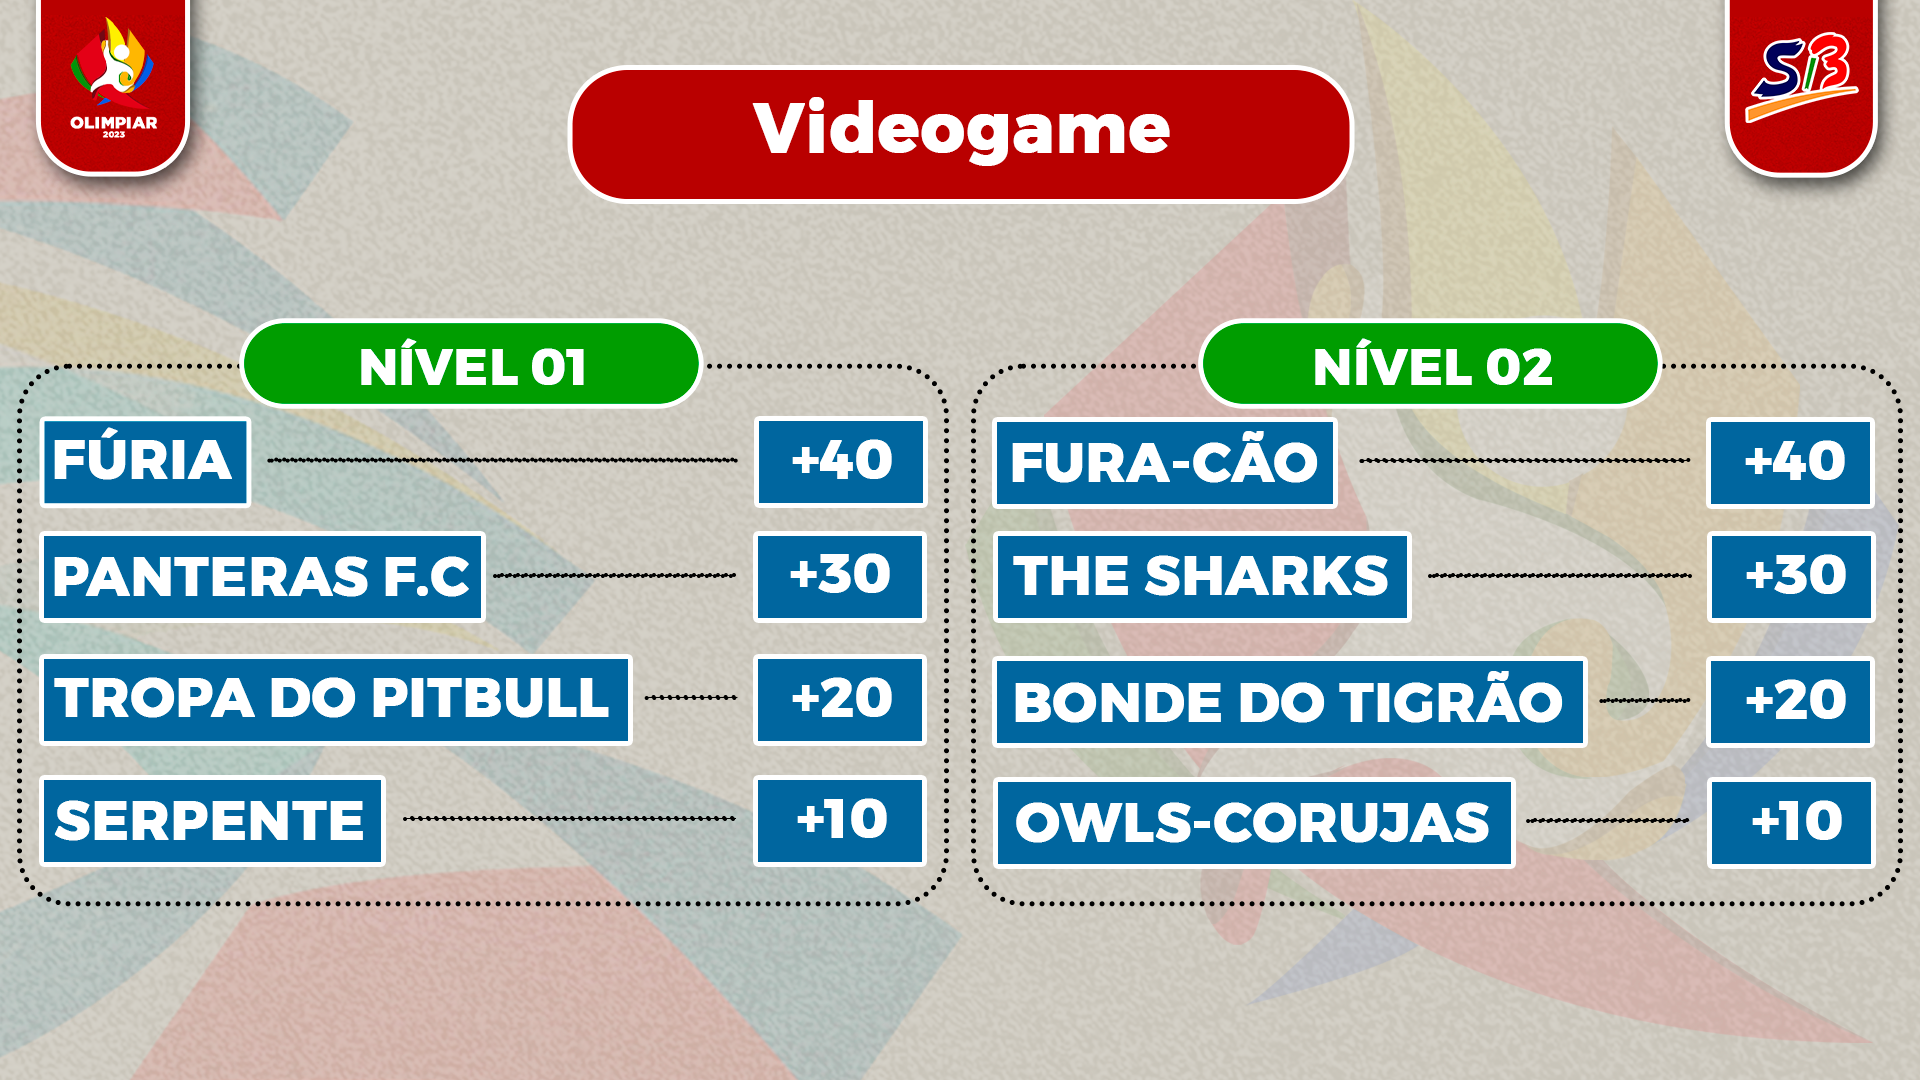 OLIMPIAR
2023
SIB
Videogame
NÍVEL 01
FÚRIA +40
PANTERAS F.C +30
TROPA DO PITBULL +20
SERPENTE +10
NÍVEL 02
FURA-CÃO +40
THE SHARKS +30
BONDE DO TIGRÃO +20
OWLS-CORUJAS +10